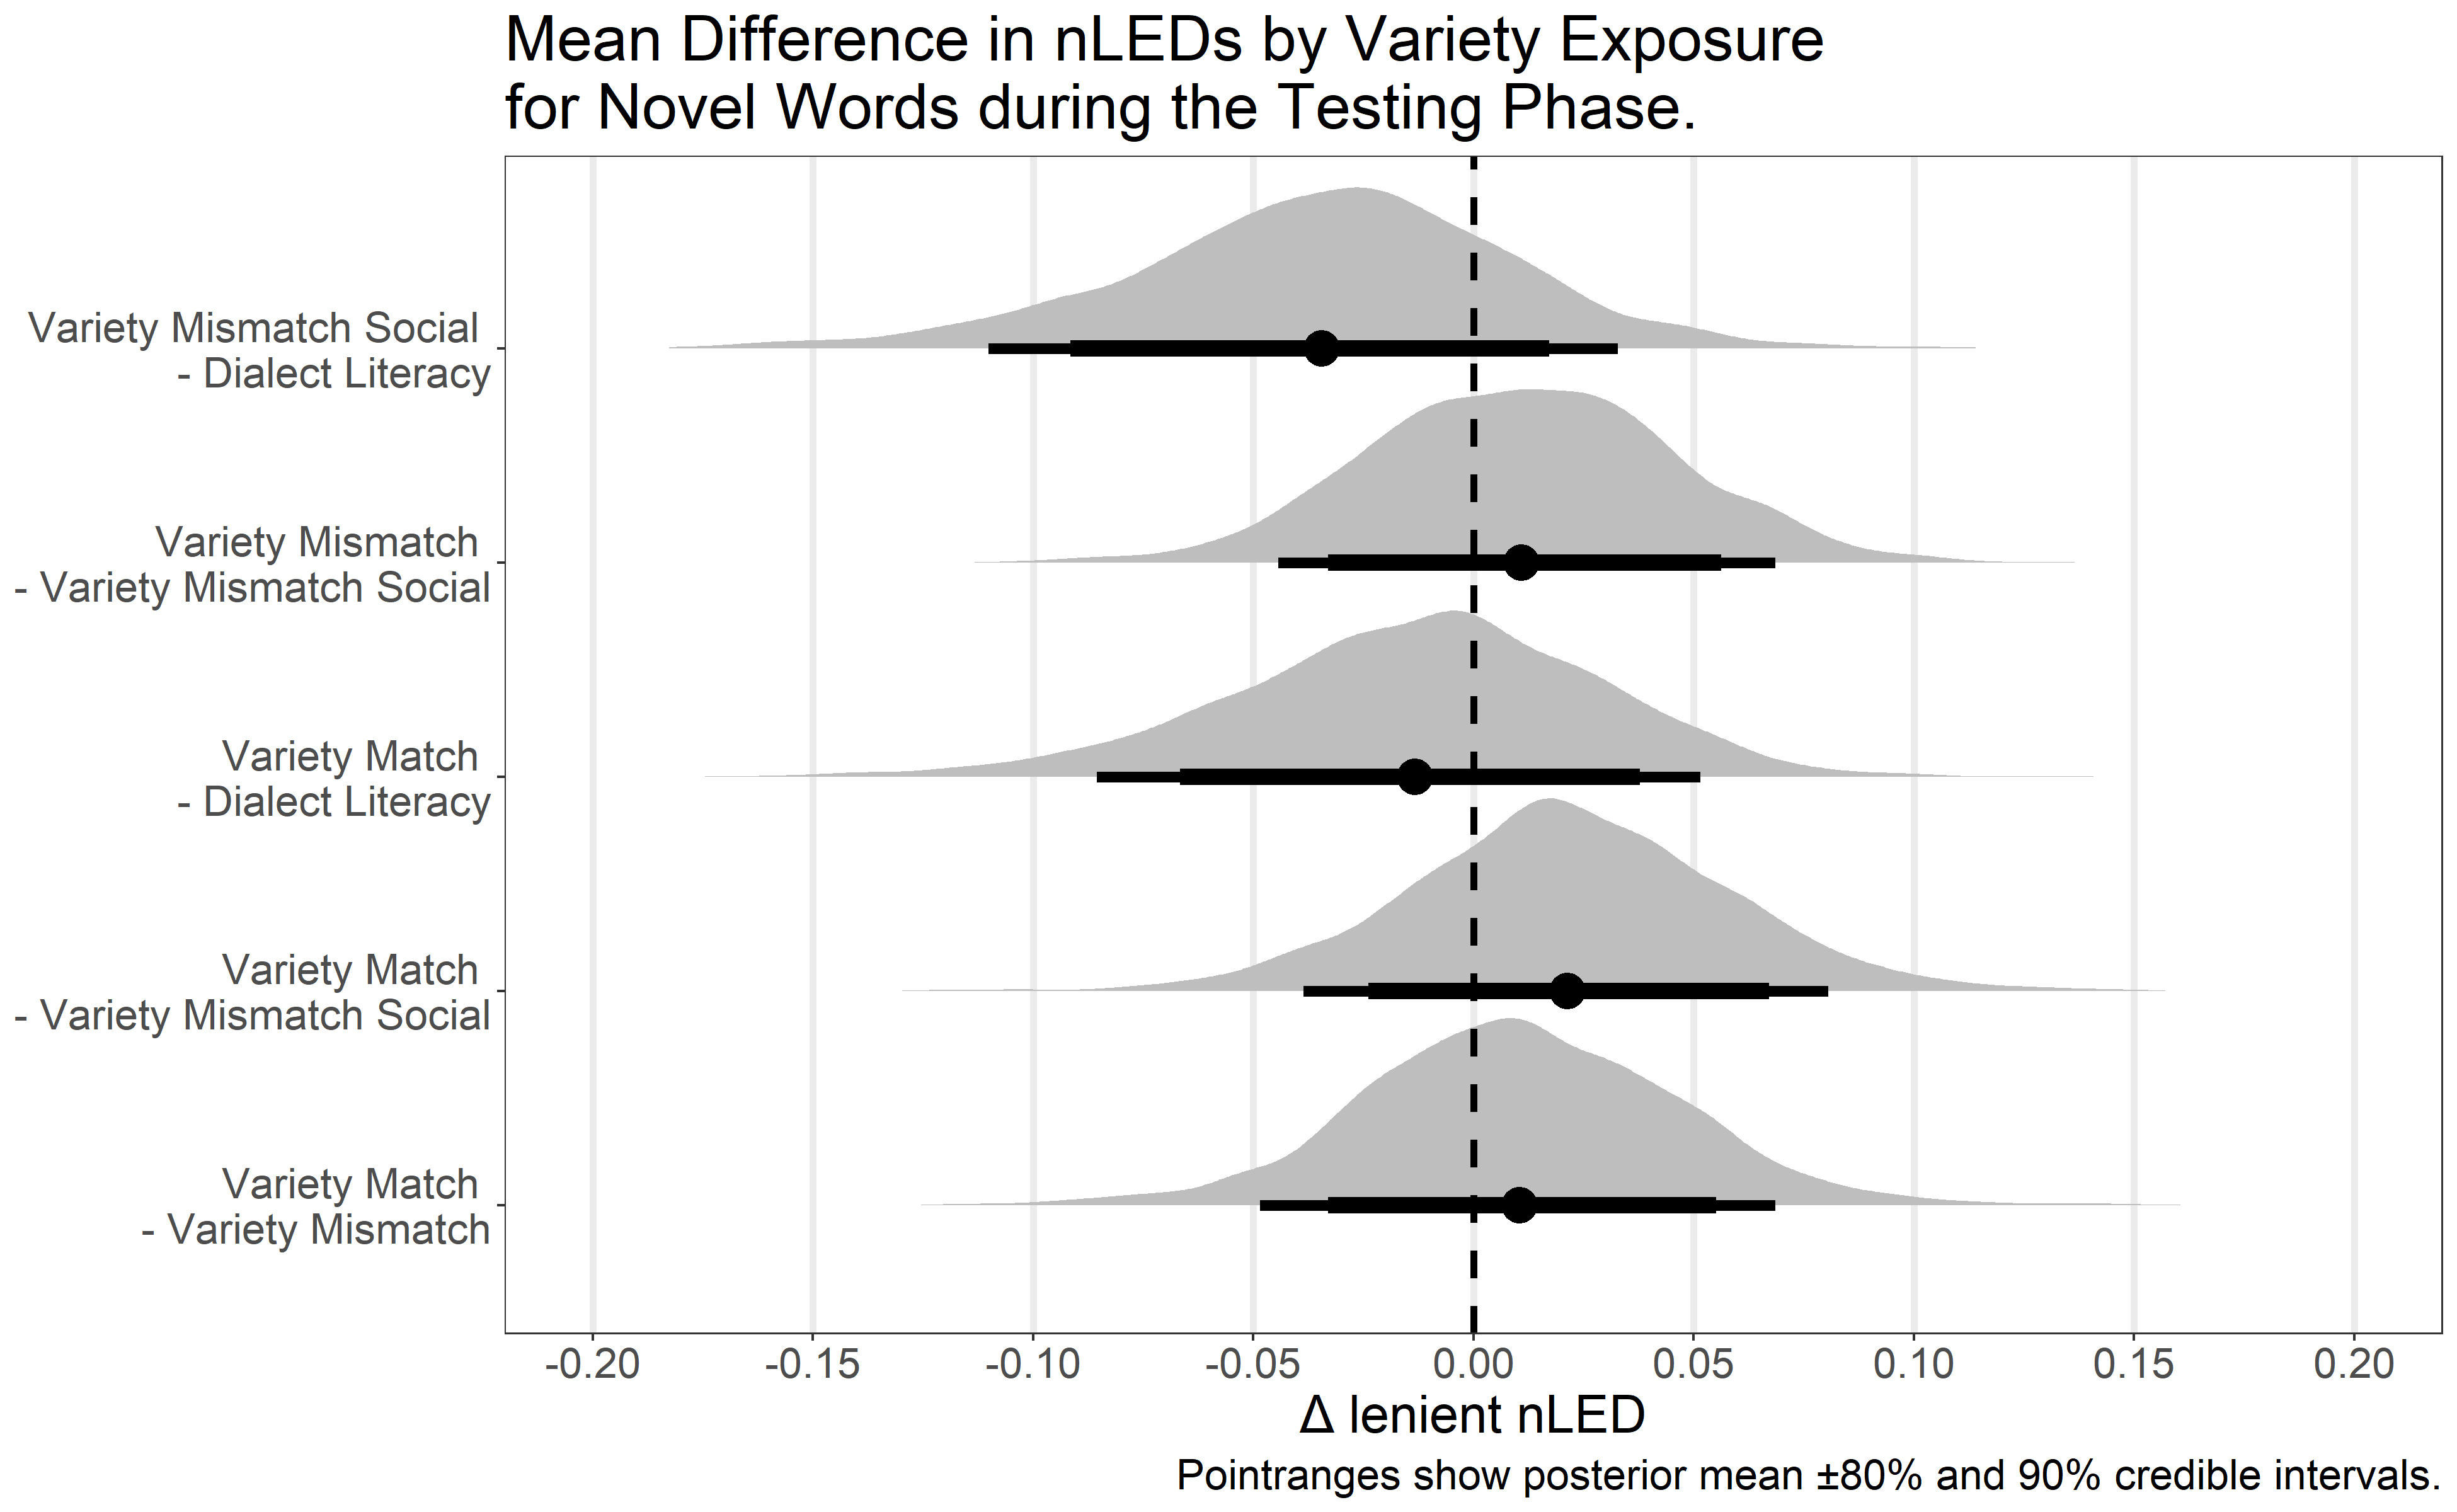 Mean Difference in nLEDs by Variety Exposure
for Novel Words during the Testing Phase.
Variety Mismatch Social
- Dialect Literacy
Variety Mismatch
- Variety Mismatch Social
Variety Match
- Dialect Literacy
Variety Match
- Variety Mismatch Social
Variety Match
- Variety Mismatch
-0.20 -0.15 -0.10 -0.05 0.00 0.05 0.10 0.15 0.20
Δ lenient nLED
Pointranges show posterior mean ±80% and 90% credible intervals.